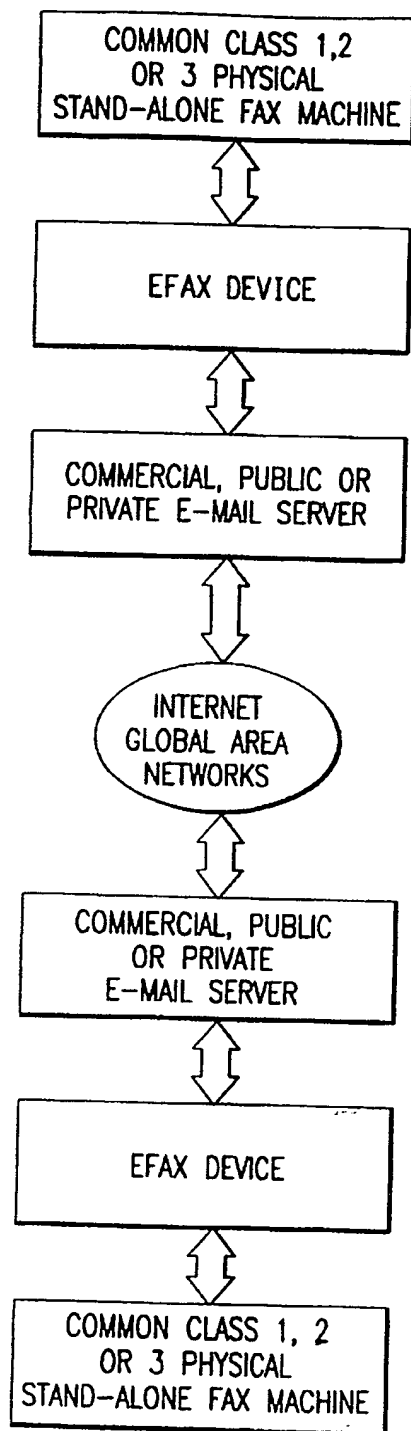 COMMON CLASS 1,2
OR 3 PHYSICAL
STAND-ALONE FAX MACHINE
EFAX DEVICE
COMMERCIAL, PUBLIC OR
PRIVATE E-MAIL SERVER
INTERNET
GLOBAL AREA
NETWORKS
COMMERCIAL, PUBLIC
OR PRIVATE
E-MAIL SERVER
EFAX DEVICE
COMMON CLASS 1, 2
OR 3 PHYSICAL
STAND-ALONE FAX MACHINE